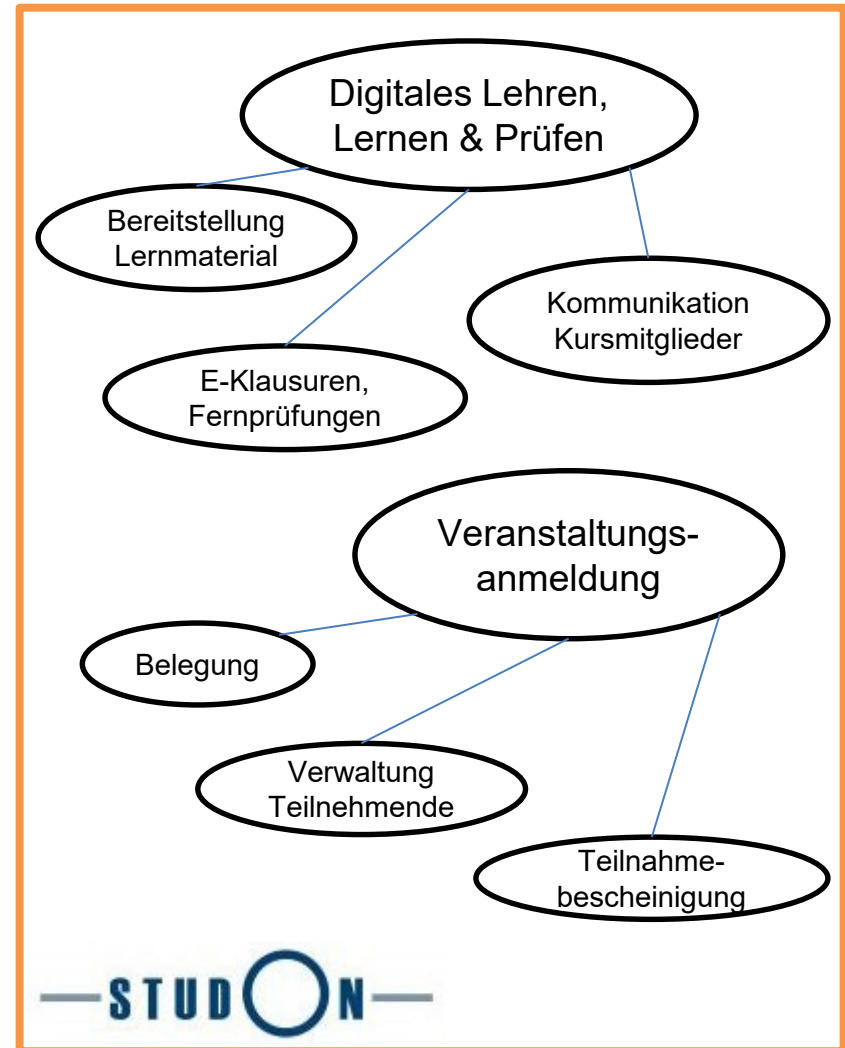 Digitales Lehren,
Lernen & Prüfen
Bereitstellung
Lernmaterial
Kommunikation
Kursmitglieder
E-Klausuren,
Fernprüfungen
Veranstaltungs-
anmeldung
Belegung
Verwaltung
Teilnehmende
Teilnahme-
bescheinigung
STUDON